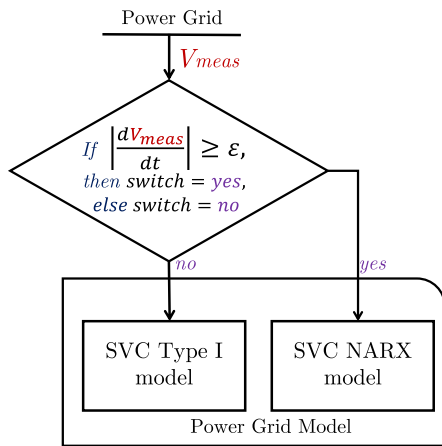 Power Grid
V_meas
If |dV_meas/dt| ≥ ε,
then switch = yes,
else switch = no
no
yes
SVC Type I
model
SVC NARX
model
Power Grid Model